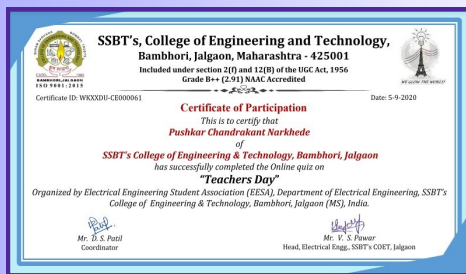 SSBT's, College of Engineering and Technology,
Bambhori, Jalgaon, Maharashtra - 425001
Included under section 2(f) and 12(B) of the UGC Act, 1956
Grade B++ (2.91) NAAC Accredited
BAMBHORI, JALGAON
ISO 9001:2015
WE GLOW THE WORLD!
Certificate ID: WKXXDU-CE000061
Date: 5-9-2020
Certificate of Participation
This is to certify that
Pushkar Chandrakant Narkhede
of
SSBT's College of Engineering & Technology, Bambhori, Jalgaon
has successfully completed the Online quiz on
"Teachers Day"
Organized by Electrical Engineering Student Association (EESA), Department of Electrical Engineering, SSBT's
College of Engineering & Technology, Bambhori, Jalgaon (MS), India.
Mr. D. S. Patil
Coordinator
Mr. V. S. Pawar
Head, Electrical Engg., SSBT's COET, Jalgaon